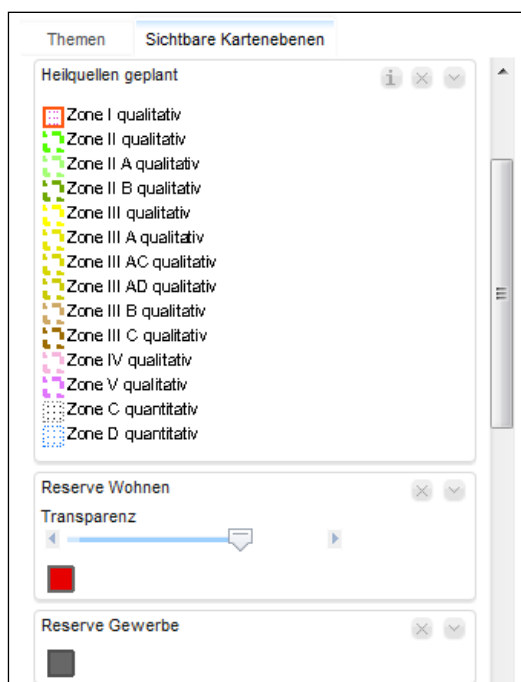 Themen Sichtbare Kartenebenen
Heilquellen geplant
Zone I qualitativ
Zone II qualitativ
Zone II A qualitativ
Zone II B qualitativ
Zone III qualitativ
Zone III A qualitativ
Zone III AC qualitativ
Zone III AD qualitativ
Zone III B qualitativ
Zone III C qualitativ
Zone IV qualitativ
Zone V qualitativ
Zone C quantitativ
Zone D quantitativ
Reserve Wohnen
Transparenz
Reserve Gewerbe